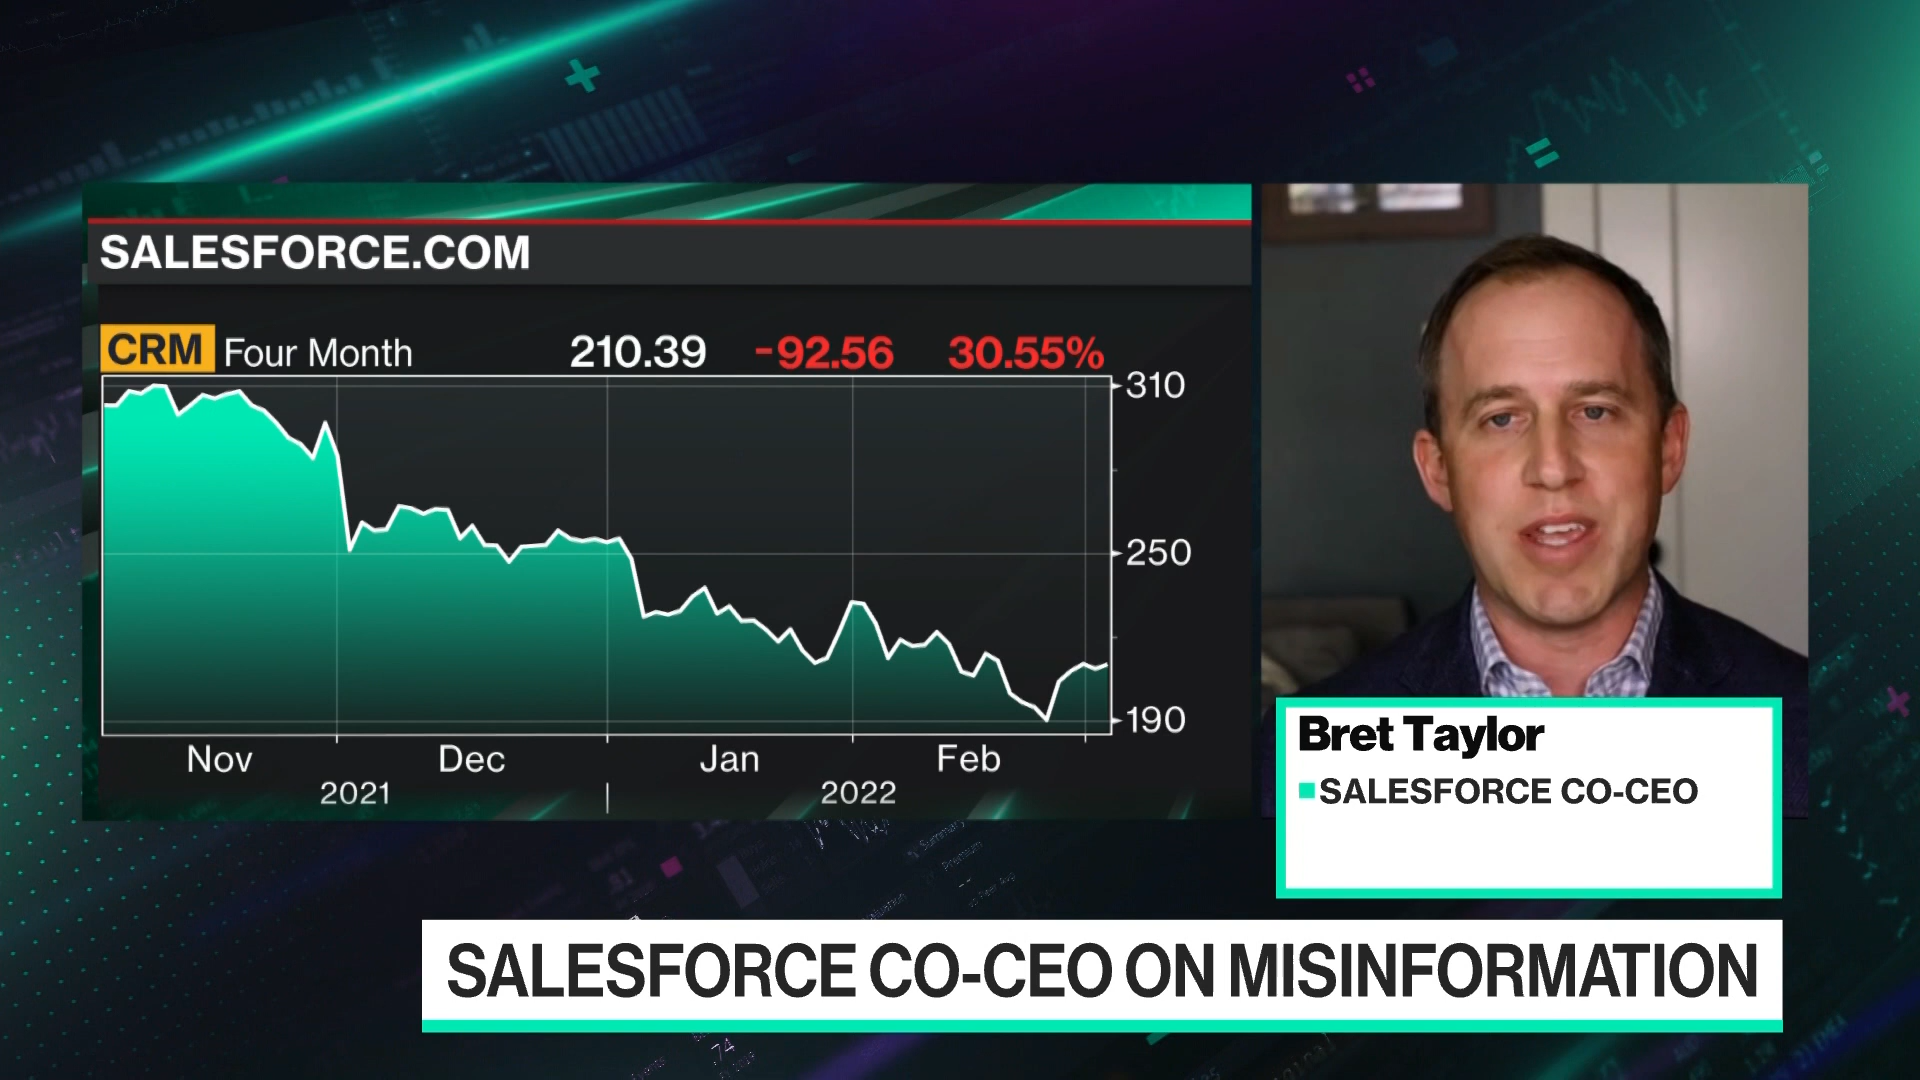 SALESFORCE.COM
CRM Four Month 210.39 -92.56 30.55%
310
250
190
Nov Dec Jan Feb
2021 2022
Bret Taylor
SALESFORCE CO-CEO
SALESFORCE CO-CEO ON MISINFORMATION